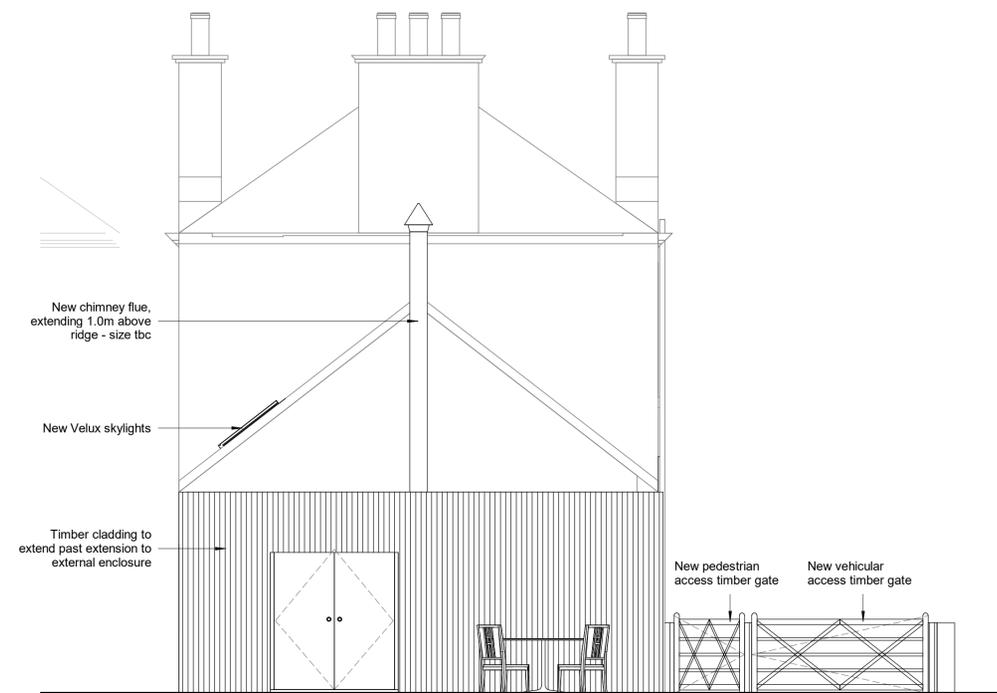 New chimney flue,
extending 1.0m above
ridge - size tbc
New Velux skylights
Timber cladding to
extend past extension to
external enclosure
New pedestrian
access timber gate
New vehicular
access timber gate